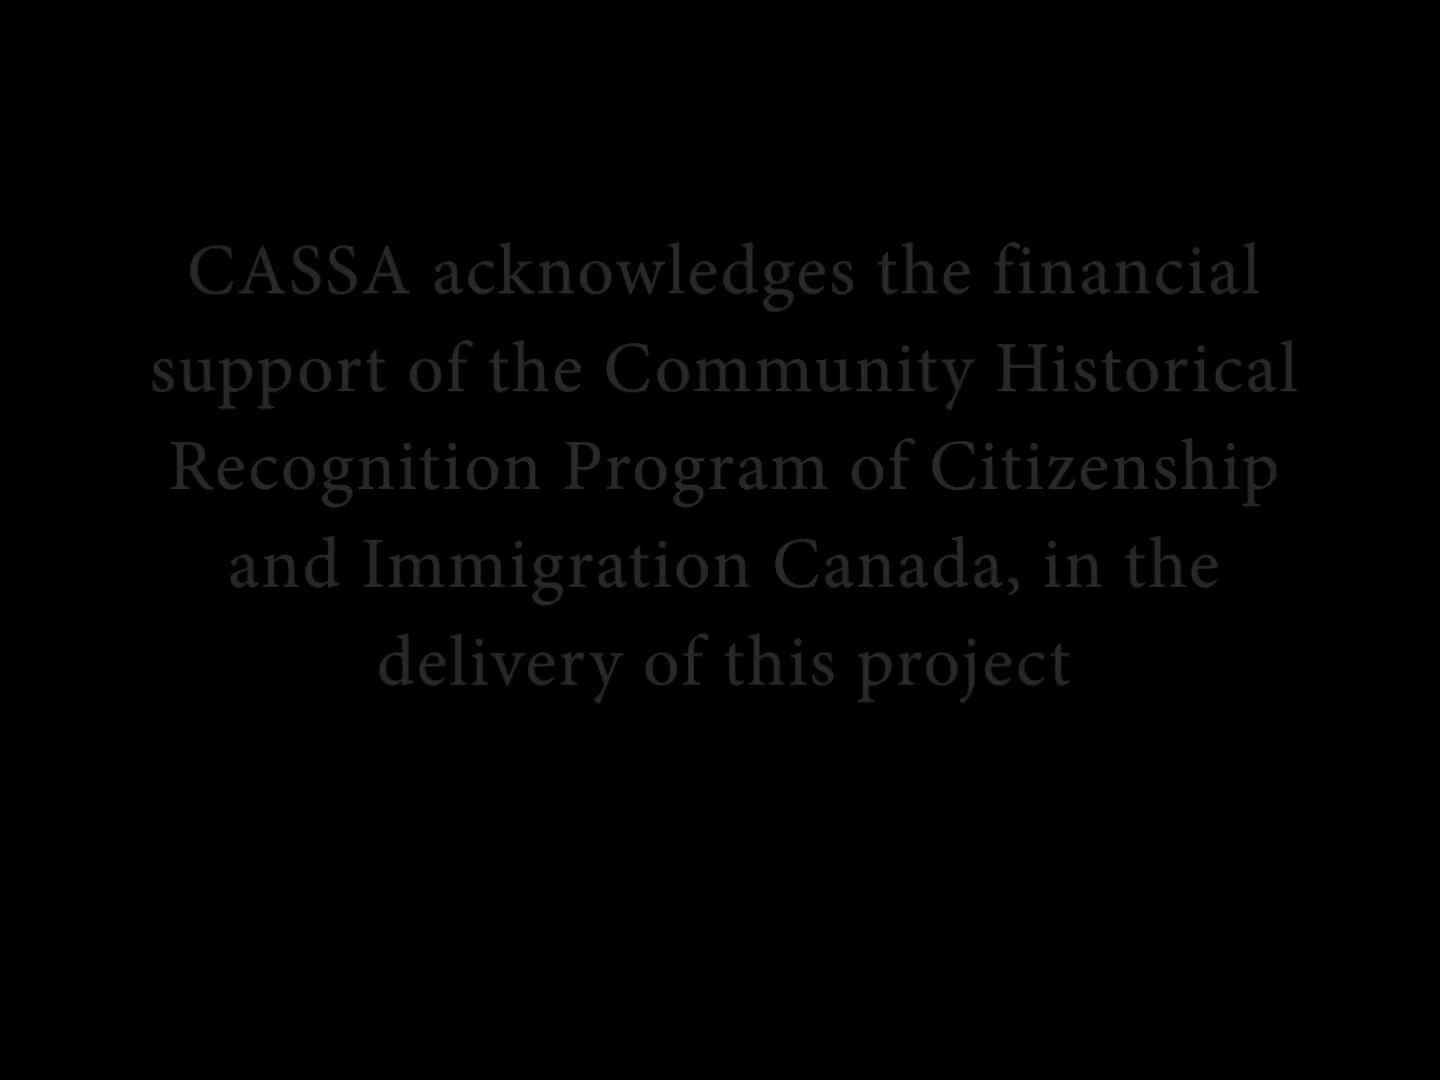 CASSA acknowledges the financial
support of the Community Historical
Recognition Program of Citizenship
and Immigration Canada, in the
delivery of this project